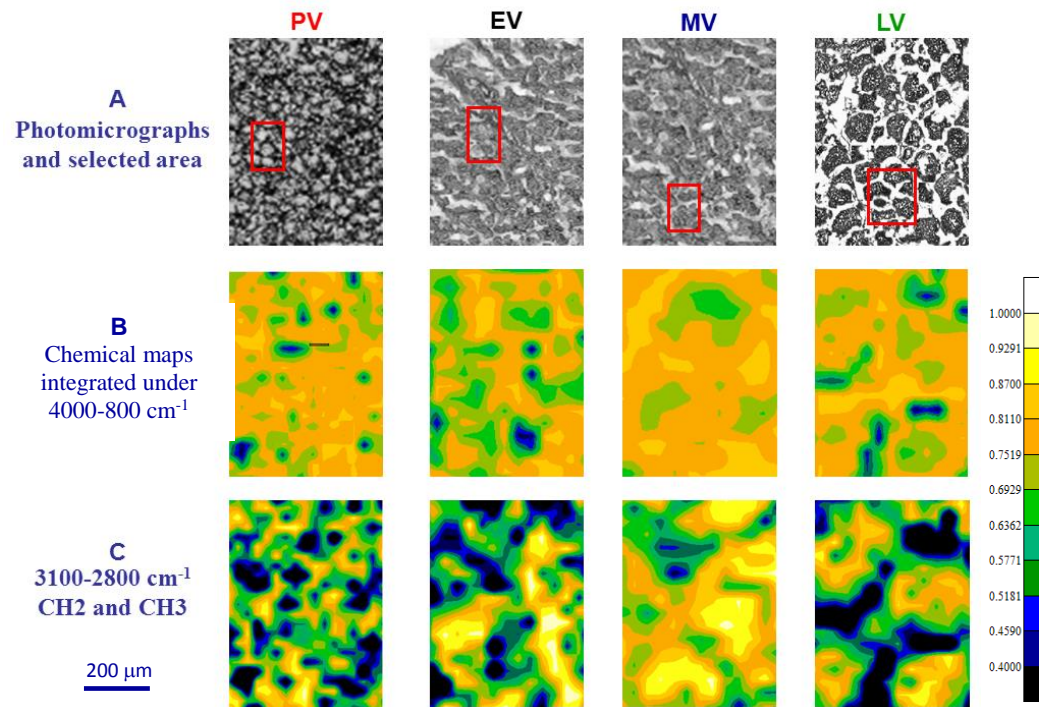 PV EV MV LV
A
Photomicrographs
and selected area
B
Chemical maps
integrated under
4000-800 cm⁻¹
C
3100-2800 cm⁻¹
CH2 and CH3
200 μm
1.0000
0.9291
0.8700
0.8110
0.7519
0.6929
0.6362
0.5771
0.5181
0.4590
0.4000